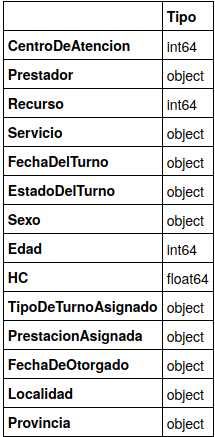 Tipo
CentroDeAtencion int64
Prestador object
Recurso int64
Servicio object
FechaDelTurno object
EstadoDelTurno object
Sexo object
Edad int64
HC float64
TipoDeTurnoAsignado object
PrestacionAsignada object
FechaDeOtorgado object
Localidad object
Provincia object